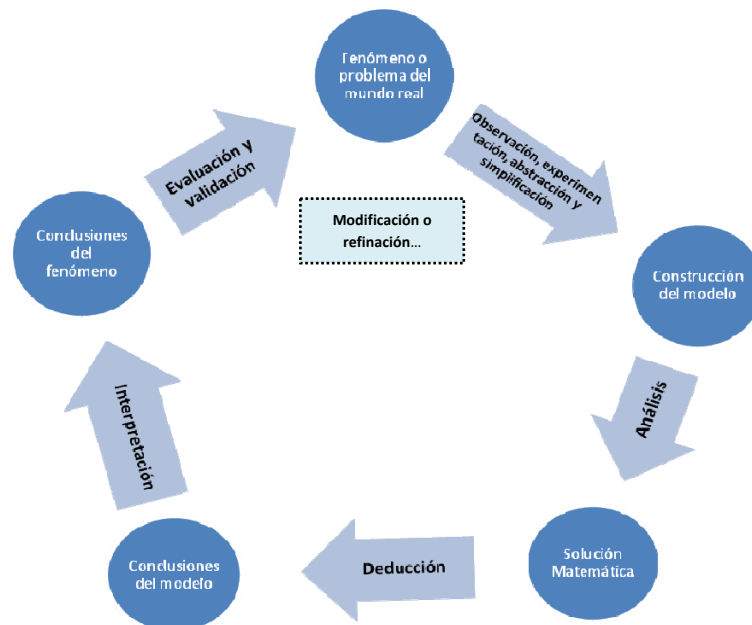 Fenómeno o
problema del
mundo real
Observación, experimen
tación, abstracción y
simplificación
Construcción
del modelo
Análisis
Solución
Matemática
Deducción
Conclusiones
del modelo
Interpretación
Conclusiones
del
fenómeno
Evaluación y
validación
Modificación o
refinación...